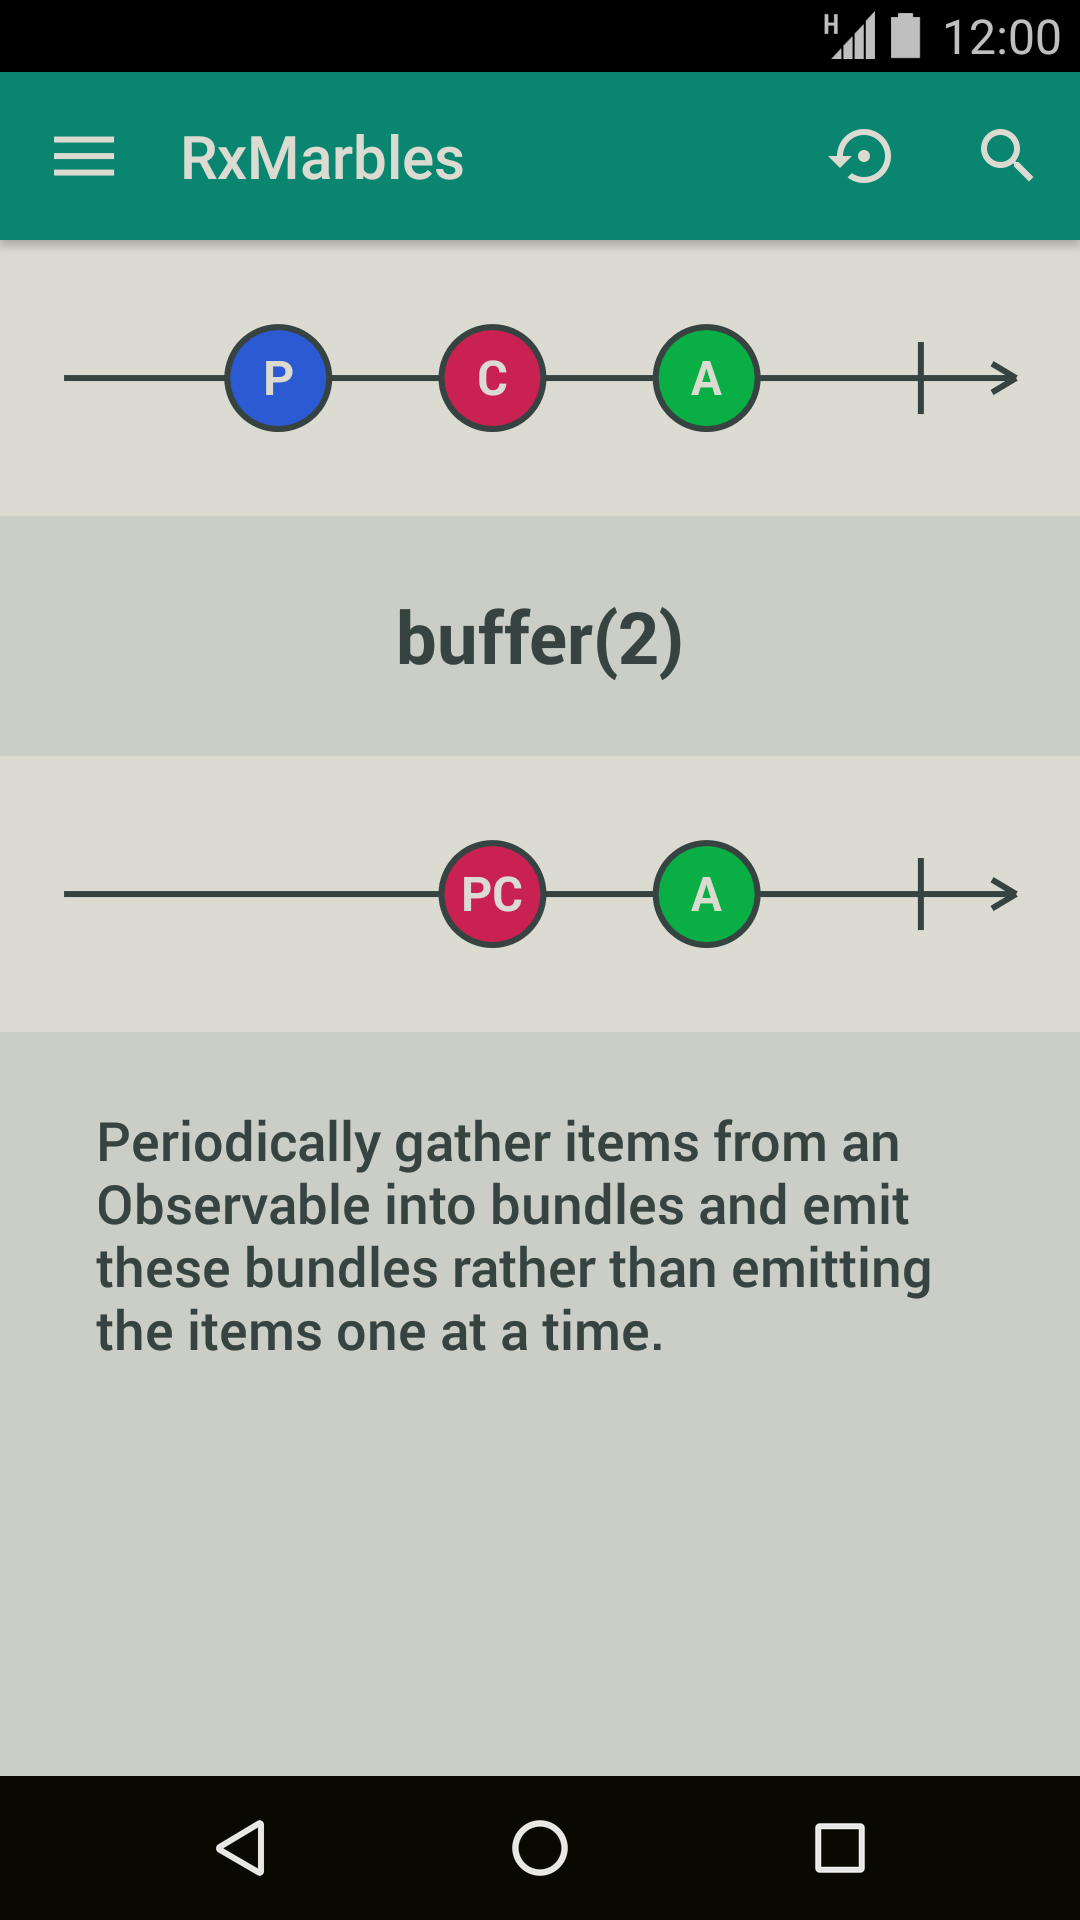 H 12:00
RxMarbles
P C A
buffer(2)
PC A
Periodically gather items from an
Observable into bundles and emit
these bundles rather than emitting
the items one at a time.